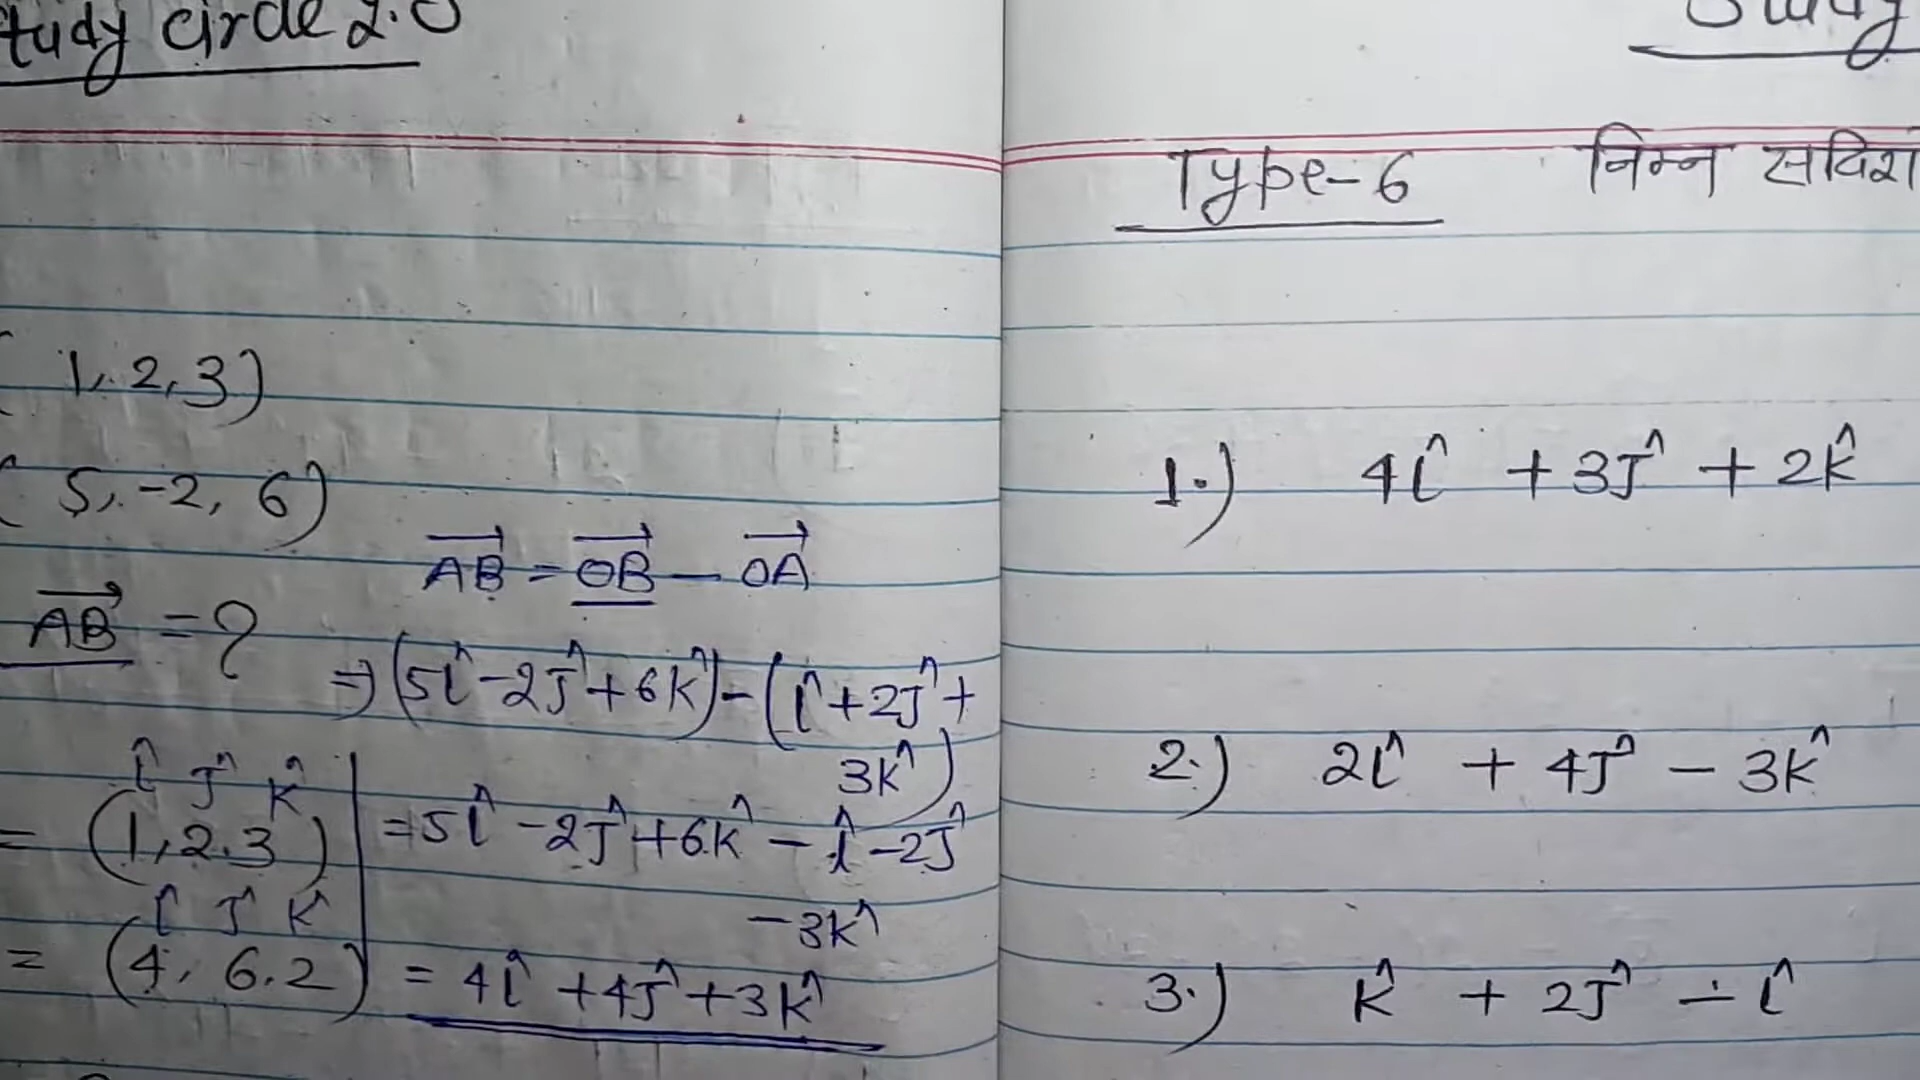 tudy circle 2.0
1, 2, 3)
( 5, -2, 6)
AB = OB - OA
AB = ?
⇒ (5î - 2ĵ + 6k̂) - (î + 2ĵ +
3k̂)
î ĵ k̂
= (1, 2, 3)
= 5î - 2ĵ + 6k̂ - î - 2ĵ
- 3k̂
î ĵ k̂
= (4, 6, 2)
= 4î + 4ĵ + 3k̂
Study
Type-6 निम्न सदिश
1.) 4î + 3ĵ + 2k̂
2.) 2î + 4ĵ - 3k̂
3.) k̂ + 2ĵ - î